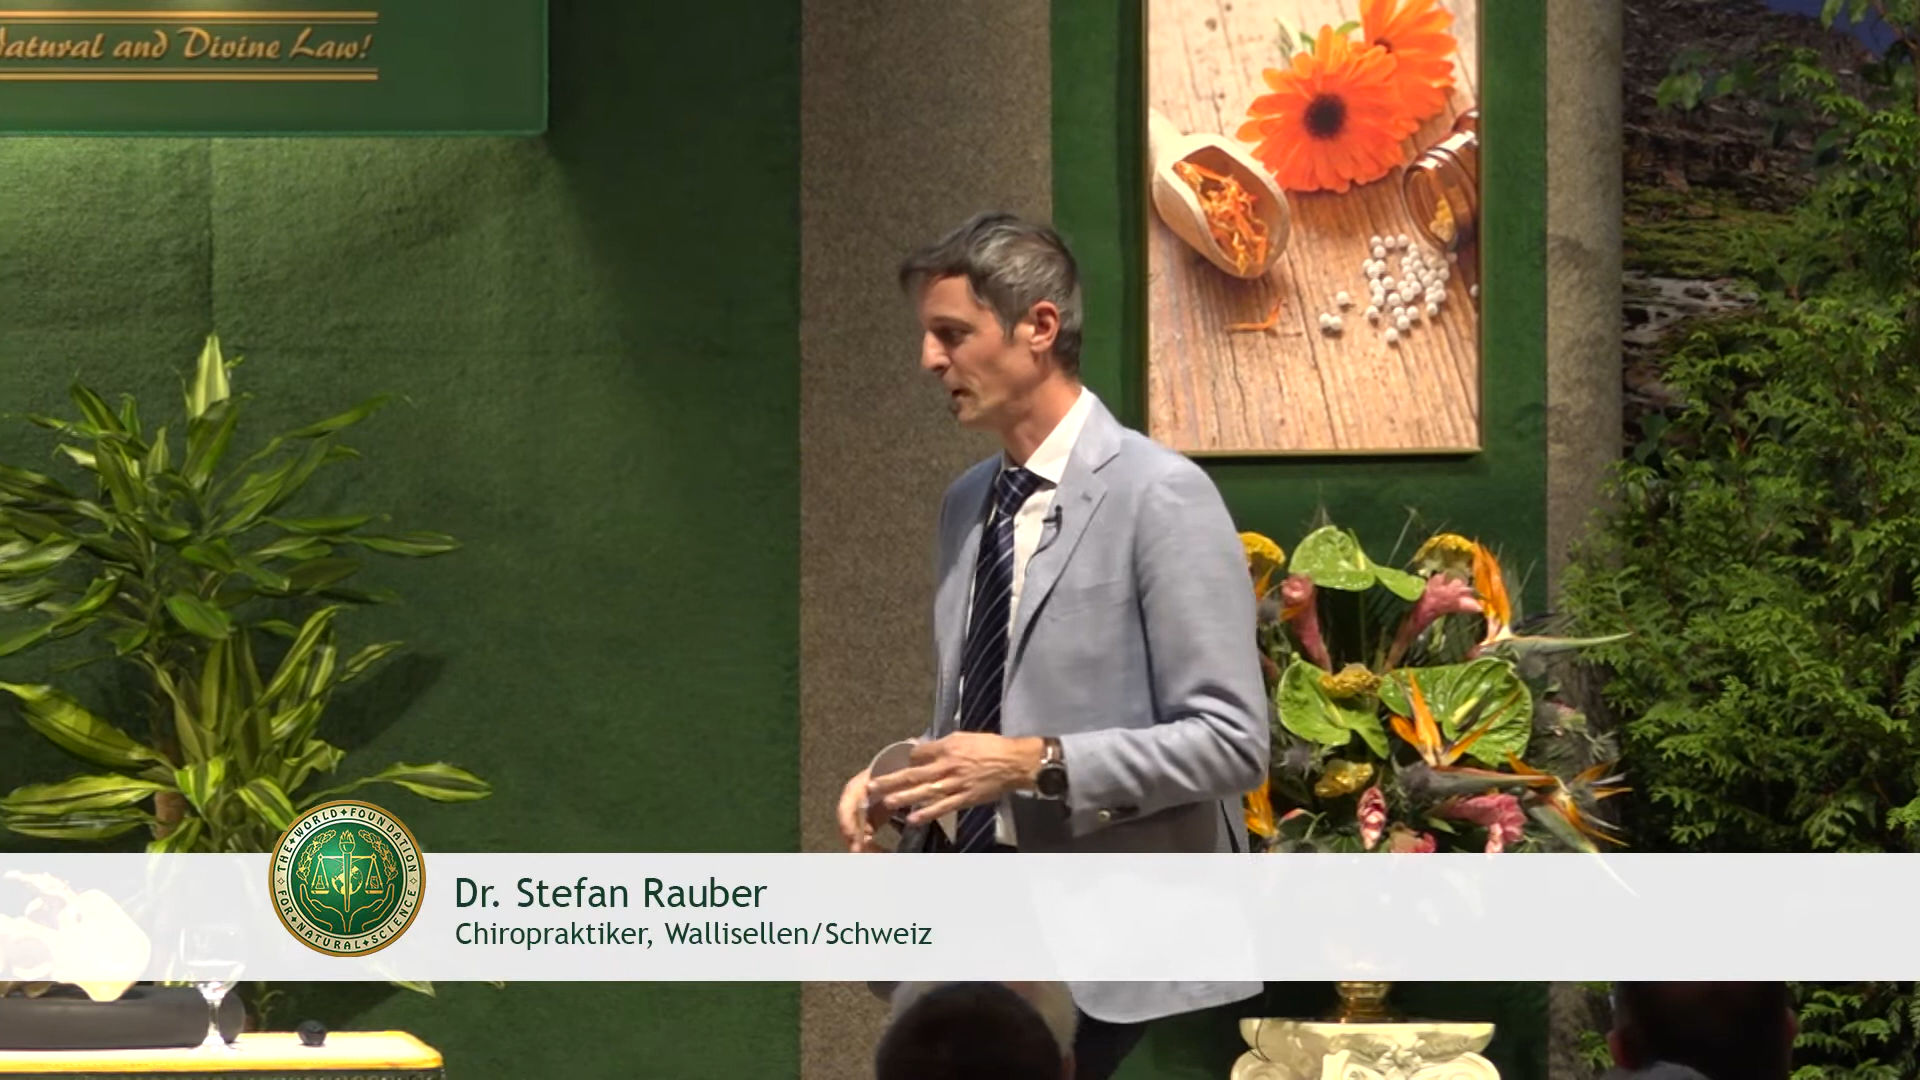 Natural and Divine Law!
THE WORLD FOUNDATION
FOR NATURAL SCIENCE
Dr. Stefan Rauber
Chiropraktiker, Wallisellen/Schweiz